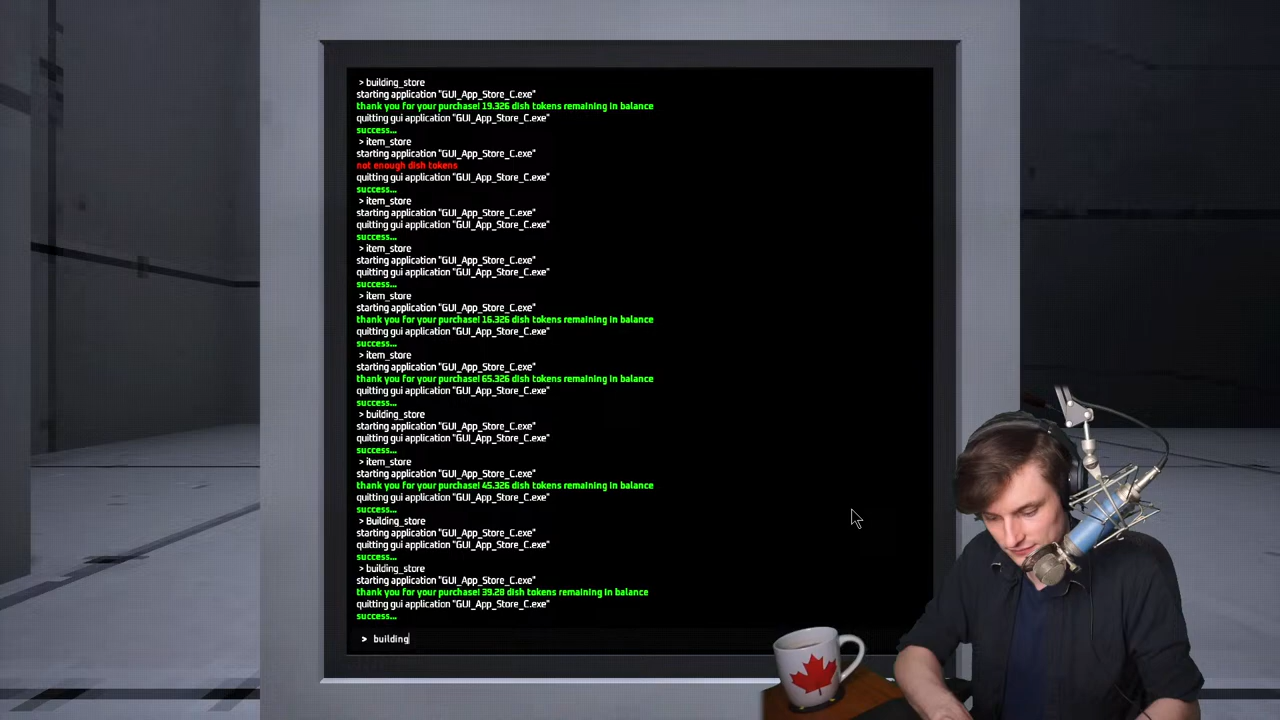 > building_store
starting application "GUI_App_Store_C.exe"
thank you for your purchase! 19.326 dish tokens remaining in balance
quitting gui application "GUI_App_Store_C.exe"
success...
> item_store
starting application "GUI_App_Store_C.exe"
not enough dish tokens
quitting gui application "GUI_App_Store_C.exe"
success...
> item_store
starting application "GUI_App_Store_C.exe"
quitting gui application "GUI_App_Store_C.exe"
success...
> item_store
starting application "GUI_App_Store_C.exe"
quitting gui application "GUI_App_Store_C.exe"
success...
> item_store
starting application "GUI_App_Store_C.exe"
thank you for your purchase! 16.326 dish tokens remaining in balance
quitting gui application "GUI_App_Store_C.exe"
success...
> item_store
starting application "GUI_App_Store_C.exe"
thank you for your purchase! 65.326 dish tokens remaining in balance
quitting gui application "GUI_App_Store_C.exe"
success...
> building_store
starting application "GUI_App_Store_C.exe"
quitting gui application "GUI_App_Store_C.exe"
success...
> item_store
starting application "GUI_App_Store_C.exe"
thank you for your purchase! 45.326 dish tokens remaining in balance
quitting gui application "GUI_App_Store_C.exe"
success...
> Building_store
starting application "GUI_App_Store_C.exe"
quitting gui application "GUI_App_Store_C.exe"
success...
> building_store
starting application "GUI_App_Store_C.exe"
thank you for your purchase! 39.28 dish tokens remaining in balance
quitting gui application "GUI_App_Store_C.exe"
success...
> building